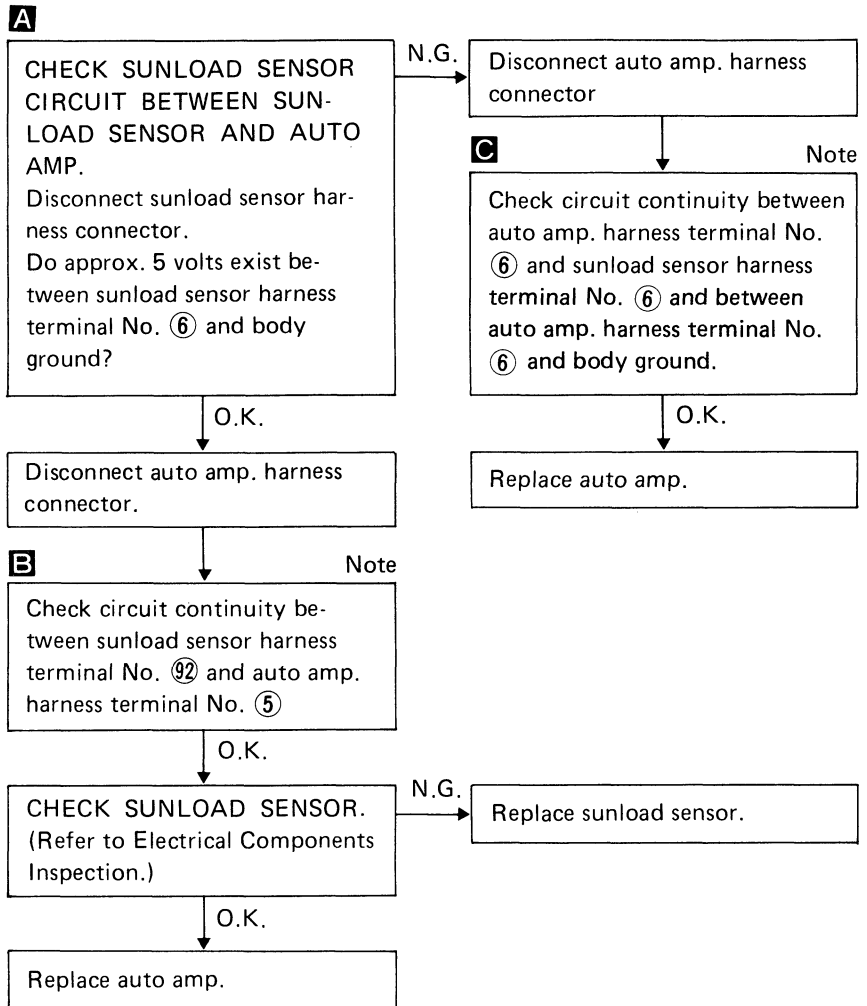 A
CHECK SUNLOAD SENSOR
CIRCUIT BETWEEN SUN-
LOAD SENSOR AND AUTO
AMP.
Disconnect sunload sensor har-
ness connector.
Do approx. 5 volts exist be-
tween sunload sensor harness
terminal No. ⑥ and body
ground?
N.G.
Disconnect auto amp. harness
connector
C
Note
Check circuit continuity between
auto amp. harness terminal No.
⑥ and sunload sensor harness
terminal No. ⑥ and between
auto amp. harness terminal No.
⑥ and body ground.
O.K.
Replace auto amp.
O.K.
Disconnect auto amp. harness
connector.
B
Note
Check circuit continuity be-
tween sunload sensor harness
terminal No. (92) and auto amp.
harness terminal No. ⑤
O.K.
CHECK SUNLOAD SENSOR.
(Refer to Electrical Components
Inspection.)
N.G.
Replace sunload sensor.
O.K.
Replace auto amp.